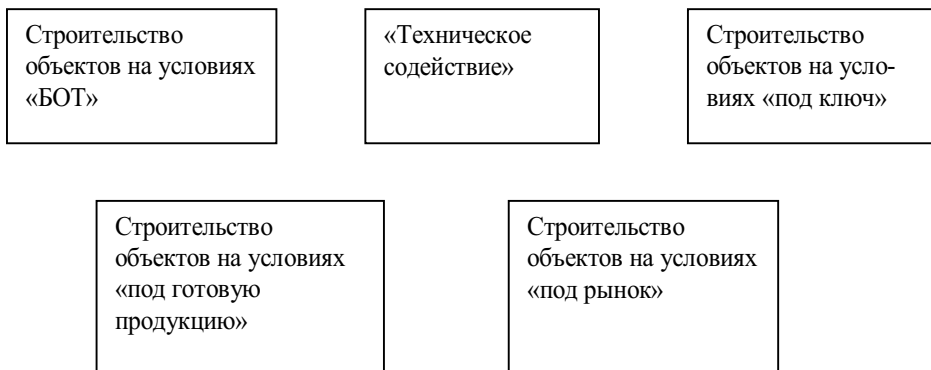 Строительство
объектов на условиях
«БОТ»
«Техническое
содействие»
Строительство
объектов на усло-
виях «под ключ»
Строительство
объектов на условиях
«под готовую
продукцию»
Строительство
объектов на условиях
«под рынок»